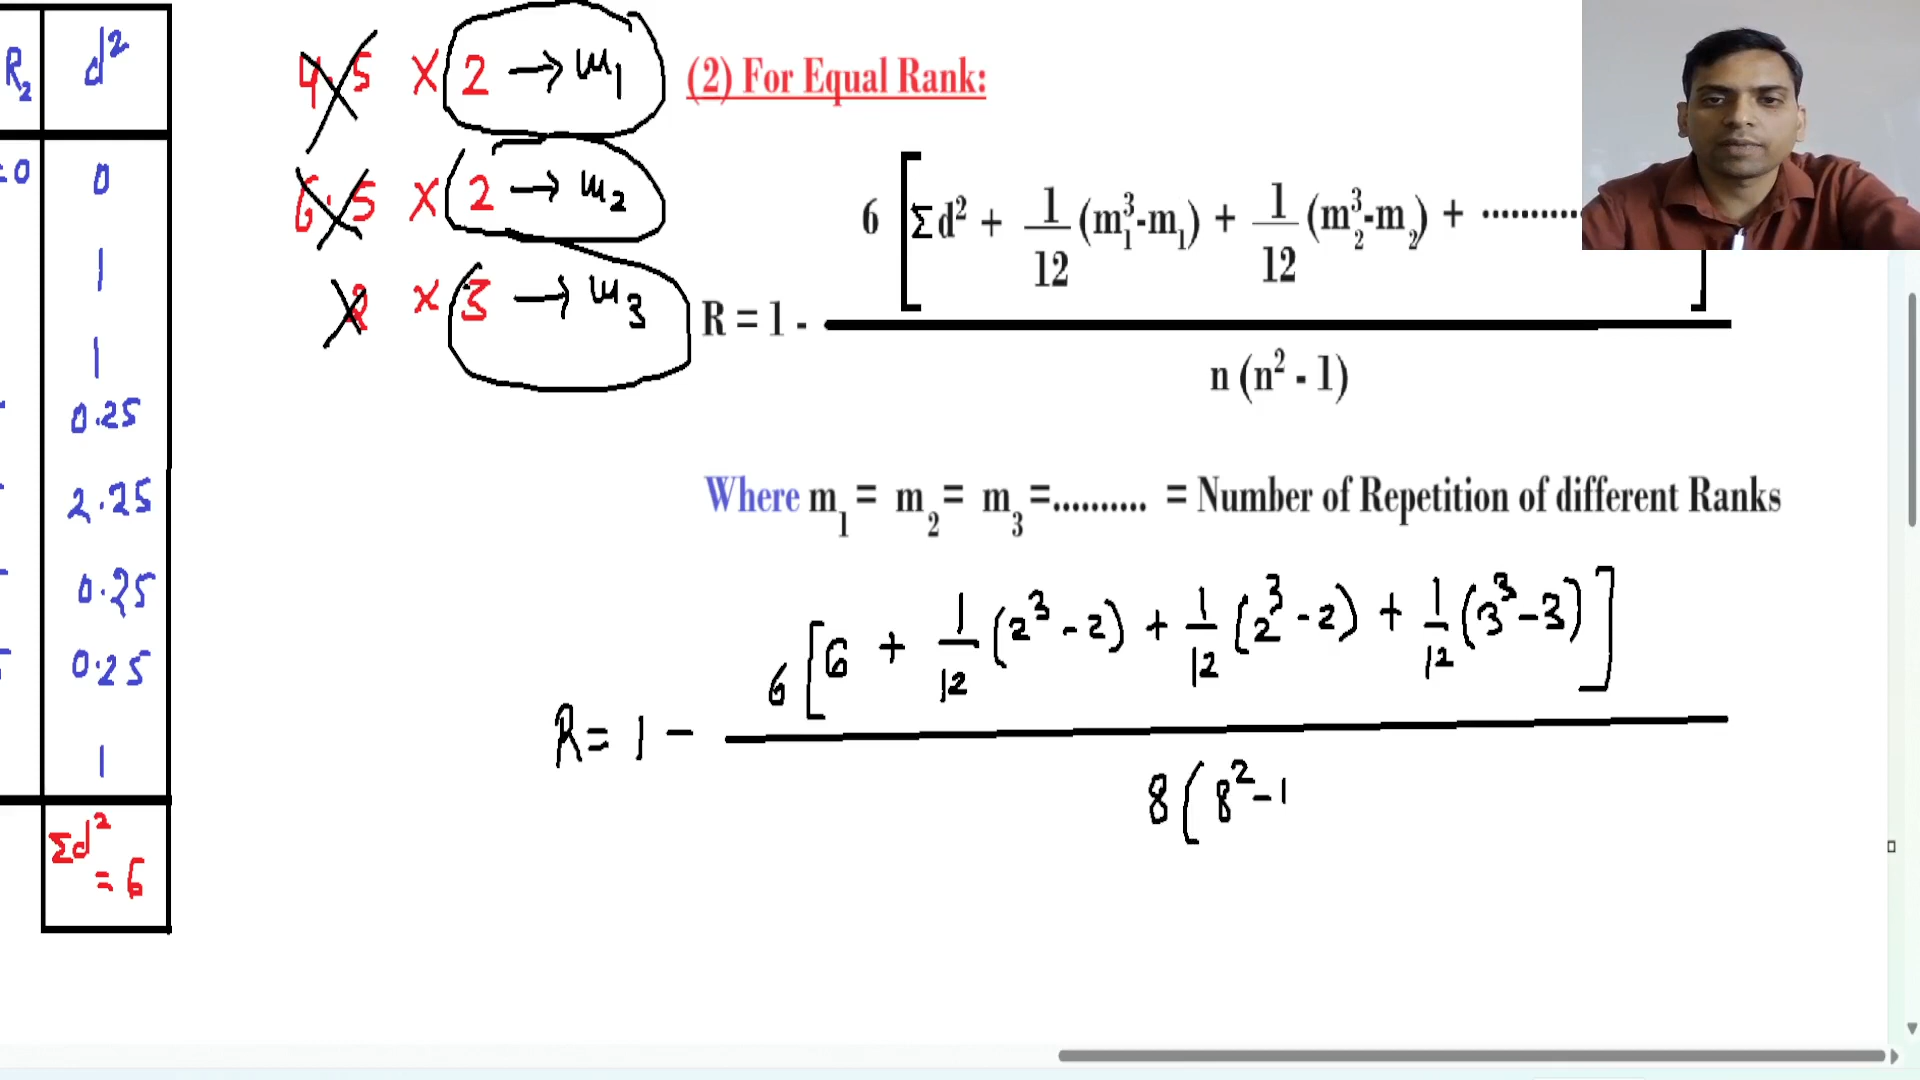 R₂ d²
=0 0
1
1
0.25
2.25
0.25
0.25
1
Σd²
= 6
4.5 × 2 → m₁
6.5 × 2 → m₂
2 × 3 → m₃
(2) For Equal Rank:
6 [Σd² + 1/12 (m₁³-m₁) + 1/12 (m₂³-m₂) + ........... ]
R = 1 -
n (n² - 1)
Where m₁ = m₂ = m₃ =.......... = Number of Repetition of different Ranks
6 [6 + 1/12 (2³ - 2) + 1/12 (2³ - 2) + 1/12 (3³ - 3)]
R = 1 -
8 ( 8² - 1